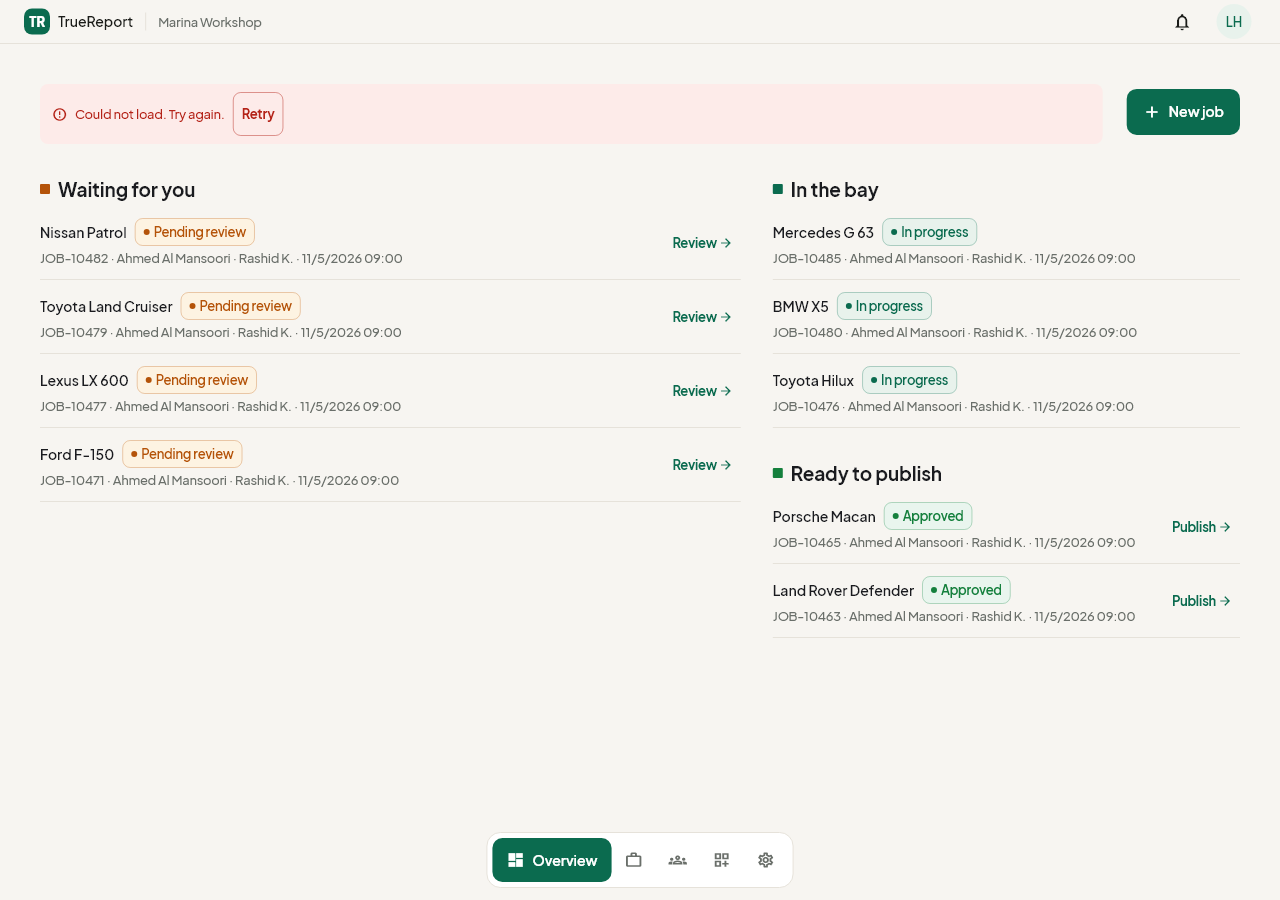 TR TrueReport Marina Workshop LH
Could not load. Try again. Retry
+ New job
Waiting for you
Nissan Patrol Pending review
JOB-10482 · Ahmed Al Mansoori · Rashid K. · 11/5/2026 09:00
Review →
Toyota Land Cruiser Pending review
JOB-10479 · Ahmed Al Mansoori · Rashid K. · 11/5/2026 09:00
Review →
Lexus LX 600 Pending review
JOB-10477 · Ahmed Al Mansoori · Rashid K. · 11/5/2026 09:00
Review →
Ford F-150 Pending review
JOB-10471 · Ahmed Al Mansoori · Rashid K. · 11/5/2026 09:00
Review →
In the bay
Mercedes G 63 In progress
JOB-10485 · Ahmed Al Mansoori · Rashid K. · 11/5/2026 09:00
BMW X5 In progress
JOB-10480 · Ahmed Al Mansoori · Rashid K. · 11/5/2026 09:00
Toyota Hilux In progress
JOB-10476 · Ahmed Al Mansoori · Rashid K. · 11/5/2026 09:00
Ready to publish
Porsche Macan Approved
JOB-10465 · Ahmed Al Mansoori · Rashid K. · 11/5/2026 09:00
Publish →
Land Rover Defender Approved
JOB-10463 · Ahmed Al Mansoori · Rashid K. · 11/5/2026 09:00
Publish →
Overview